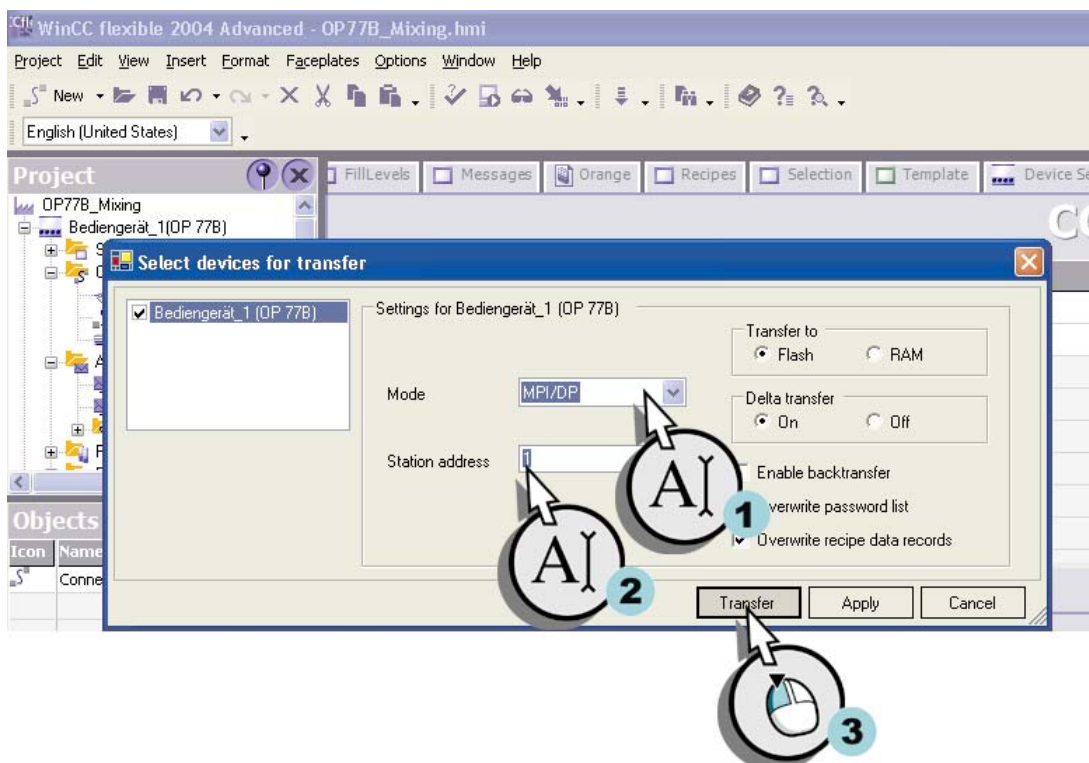 WinCC flexible 2004 Advanced - OP77B_Mixing.hmi
Project Edit View Insert Format Faceplates Options Window Help
New
English (United States)
Project
FillLevels Messages Orange Recipes Selection Template Device Se
OP77B_Mixing
Bediengerät_1(OP 77B)
Select devices for transfer
Bediengerät_1 (OP 77B)
Settings for Bediengerät_1 (OP 77B)
Transfer to
Flash RAM
Mode MPI/DP
Delta transfer
On Off
Station address 1
Enable backtransfer
verwrite password list
Overwrite recipe data records
AI 1
AI 2
Objects
Icon Name
Conne
Transfer Apply Cancel
3